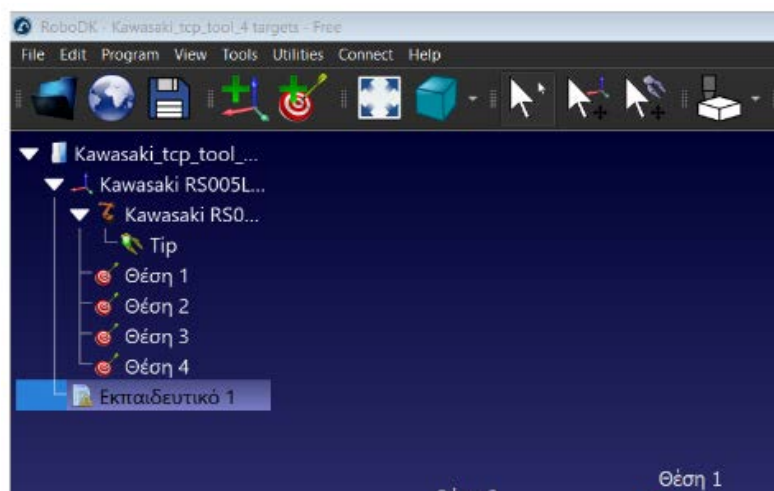 RoboDK - Kawasaki_tcp_tool_4 targets - Free
File Edit Program View Tools Utilities Connect Help
Kawasaki_tcp_tool_...
Kawasaki RS005L...
Kawasaki RS0...
Tip
Θέση 1
Θέση 2
Θέση 3
Θέση 4
Εκπαιδευτικό 1
Θέση 1